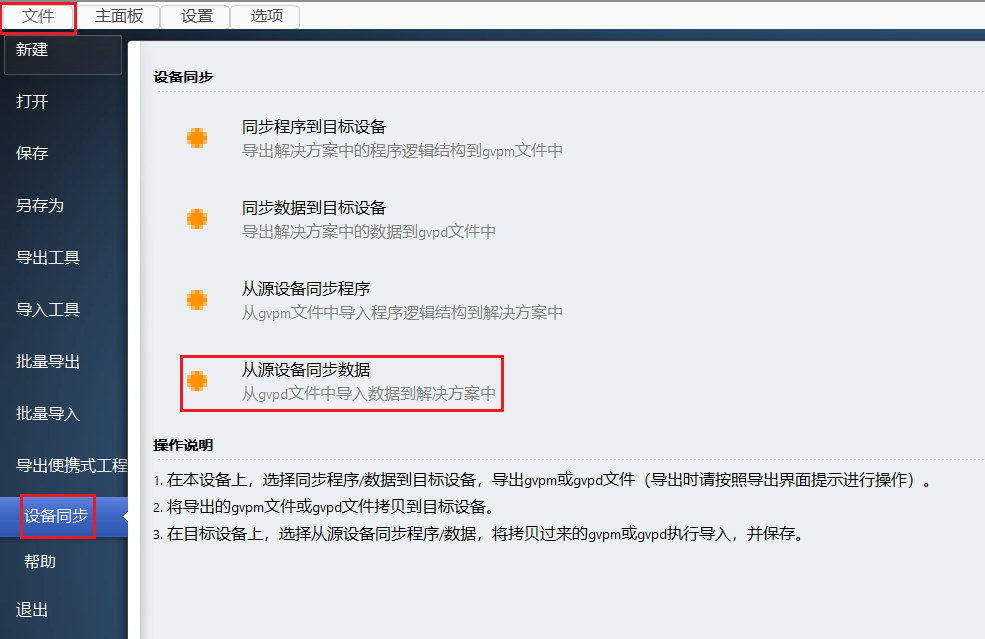 文件 主面板 设置 选项
新建
打开
保存
另存为
导出工具
导入工具
批量导出
批量导入
导出便携式工程
设备同步
帮助
退出
设备同步
同步程序到目标设备
导出解决方案中的程序逻辑结构到gvpm文件中
同步数据到目标设备
导出解决方案中的数据到gvpd文件中
从源设备同步程序
从gvpm文件中导入程序逻辑结构到解决方案中
从源设备同步数据
从gvpd文件中导入数据到解决方案中
操作说明
1. 在本设备上，选择同步程序/数据到目标设备，导出gvpm或gvpd文件（导出时请按照导出界面提示进行操作）。
2. 将导出的gvpm文件或gvpd文件拷贝到目标设备。
3. 在目标设备上，选择从源设备同步程序/数据，将拷贝过来的gvpm或gvpd执行导入，并保存。